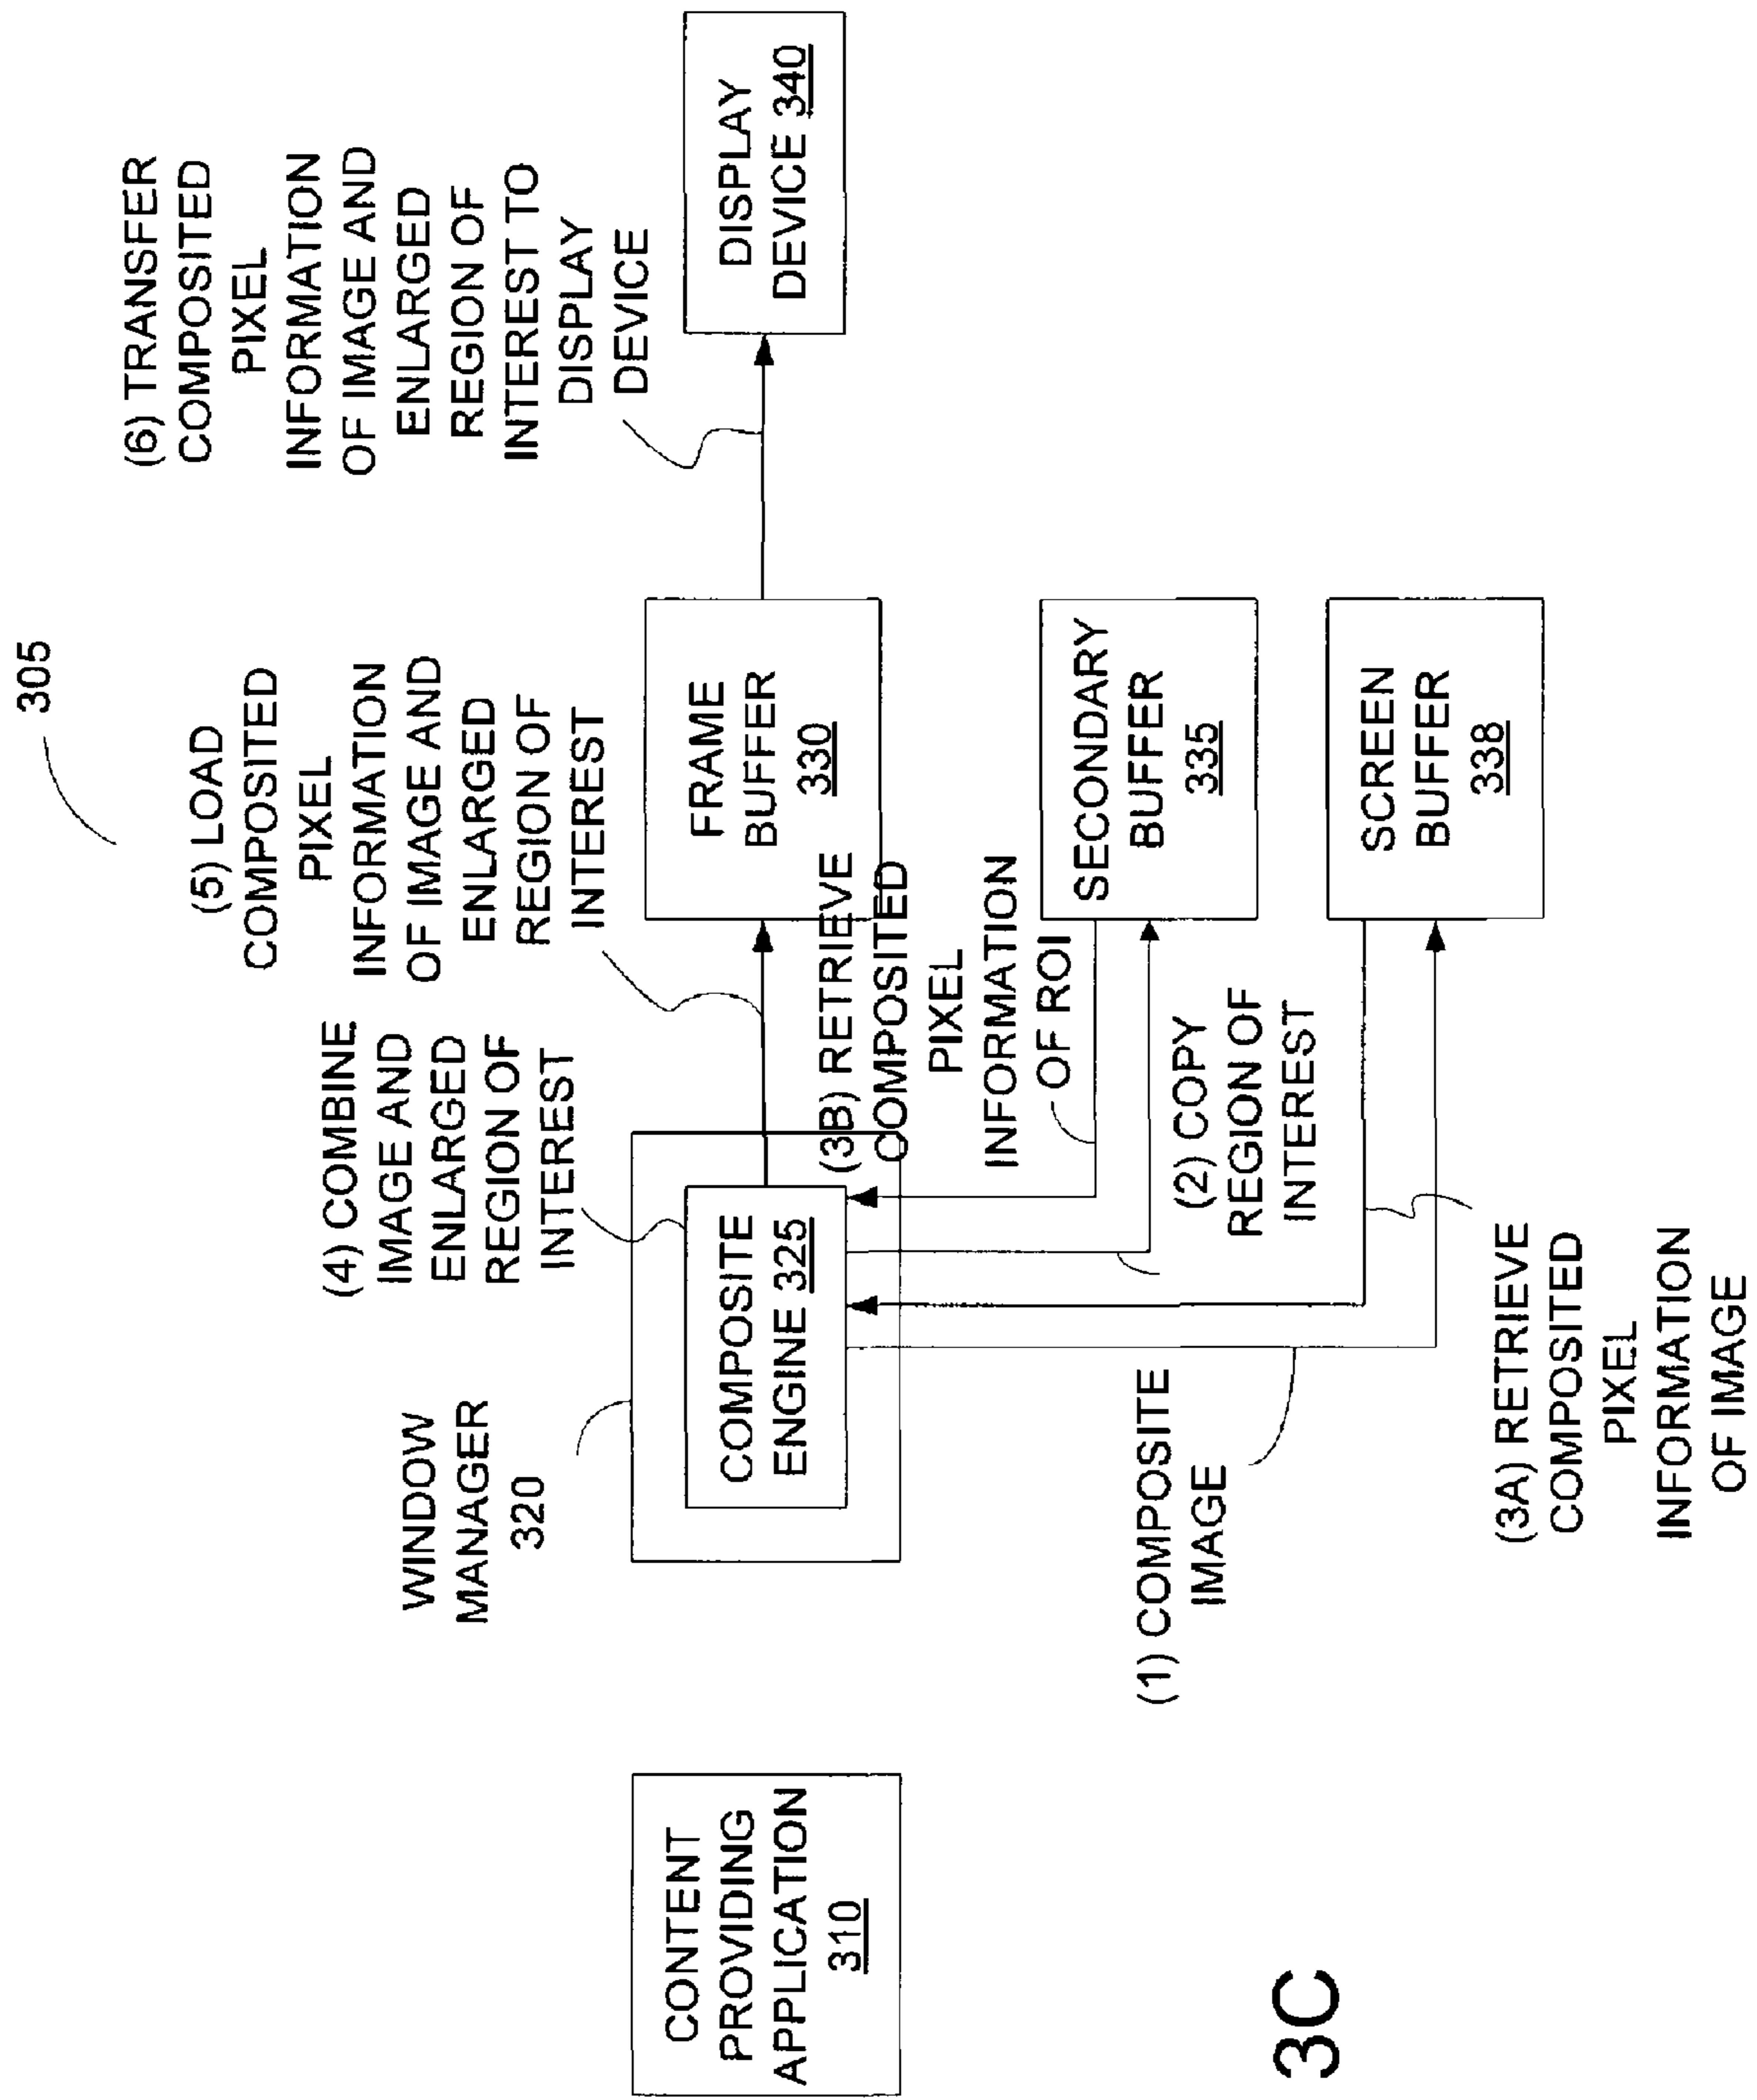 305
(6) TRANSFER
COMPOSITED
PIXEL
INFORMATION
OF IMAGE AND
ENLARGED
REGION OF
INTEREST TO
DISPLAY
DEVICE
(5) LOAD
COMPOSITED
PIXEL
INFORMATION
OF IMAGE AND
ENLARGED
REGION OF
INTEREST
(4) COMBINE
IMAGE AND
ENLARGED
REGION OF
INTEREST
WINDOW
MANAGER
320
CONTENT
PROVIDING
APPLICATION
310
COMPOSITE
ENGINE 325
FRAME
BUFFER
330
DISPLAY
DEVICE 340
(3B) RETRIEVE
COMPOSITED
PIXEL
INFORMATION
OF ROI
SECONDARY
BUFFER
335
(2) COPY
REGION OF
INTEREST
SCREEN
BUFFER
338
(1) COMPOSITE
IMAGE
(3A) RETRIEVE
COMPOSITED
PIXEL
INFORMATION
OF IMAGE
3C